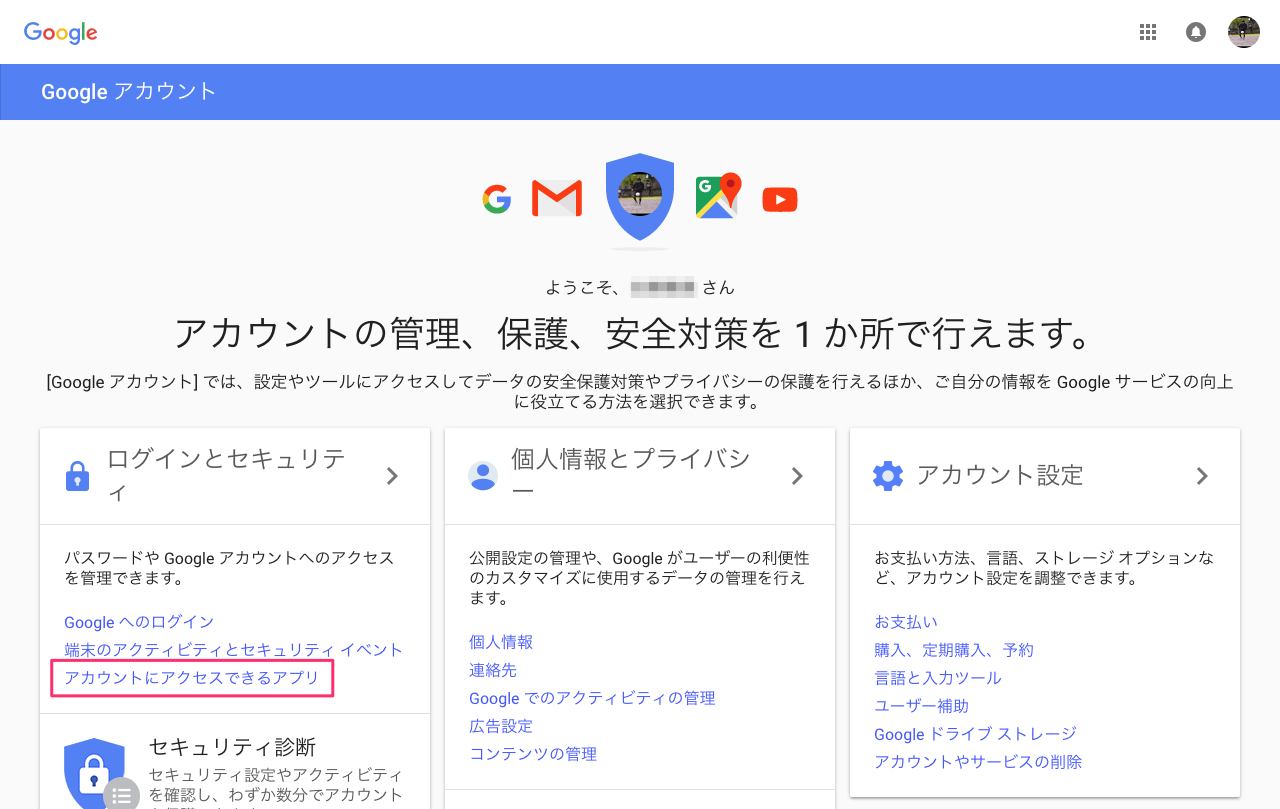 Google
Google アカウント
ようこそ、 さん
アカウントの管理、保護、安全対策を 1 か所で行えます。
[Google アカウント] では、設定やツールにアクセスしてデータの安全保護対策やプライバシーの保護を行えるほか、ご自分の情報を Google サービスの向上
に役立てる方法を選択できます。
ログインとセキュリテ
ィ
パスワードや Google アカウントへのアクセス
を管理できます。
Google へのログイン
端末のアクティビティとセキュリティ イベント
アカウントにアクセスできるアプリ
セキュリティ診断
セキュリティ設定やアクティビティ
を確認し、わずか数分でアカウント
個人情報とプライバシ
ー
公開設定の管理や、Google がユーザーの利便性
のカスタマイズに使用するデータの管理を行え
ます。
個人情報
連絡先
Google でのアクティビティの管理
広告設定
コンテンツの管理
アカウント設定
お支払い方法、言語、ストレージ オプションな
ど、アカウント設定を調整できます。
お支払い
購入、定期購入、予約
言語と入力ツール
ユーザー補助
Google ドライブ ストレージ
アカウントやサービスの削除